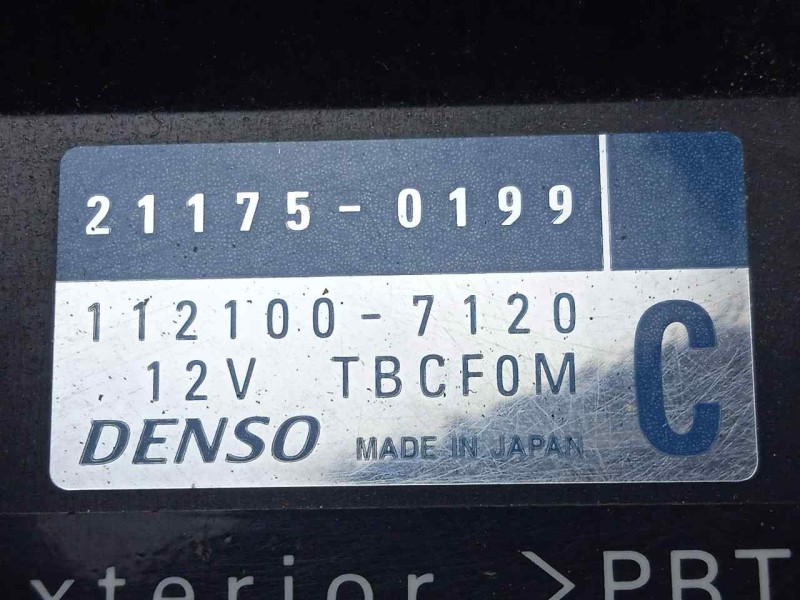 21175-0199
112100-7120
12V TBCF0M
C
DENSO MADE IN JAPAN
xterior >PBT